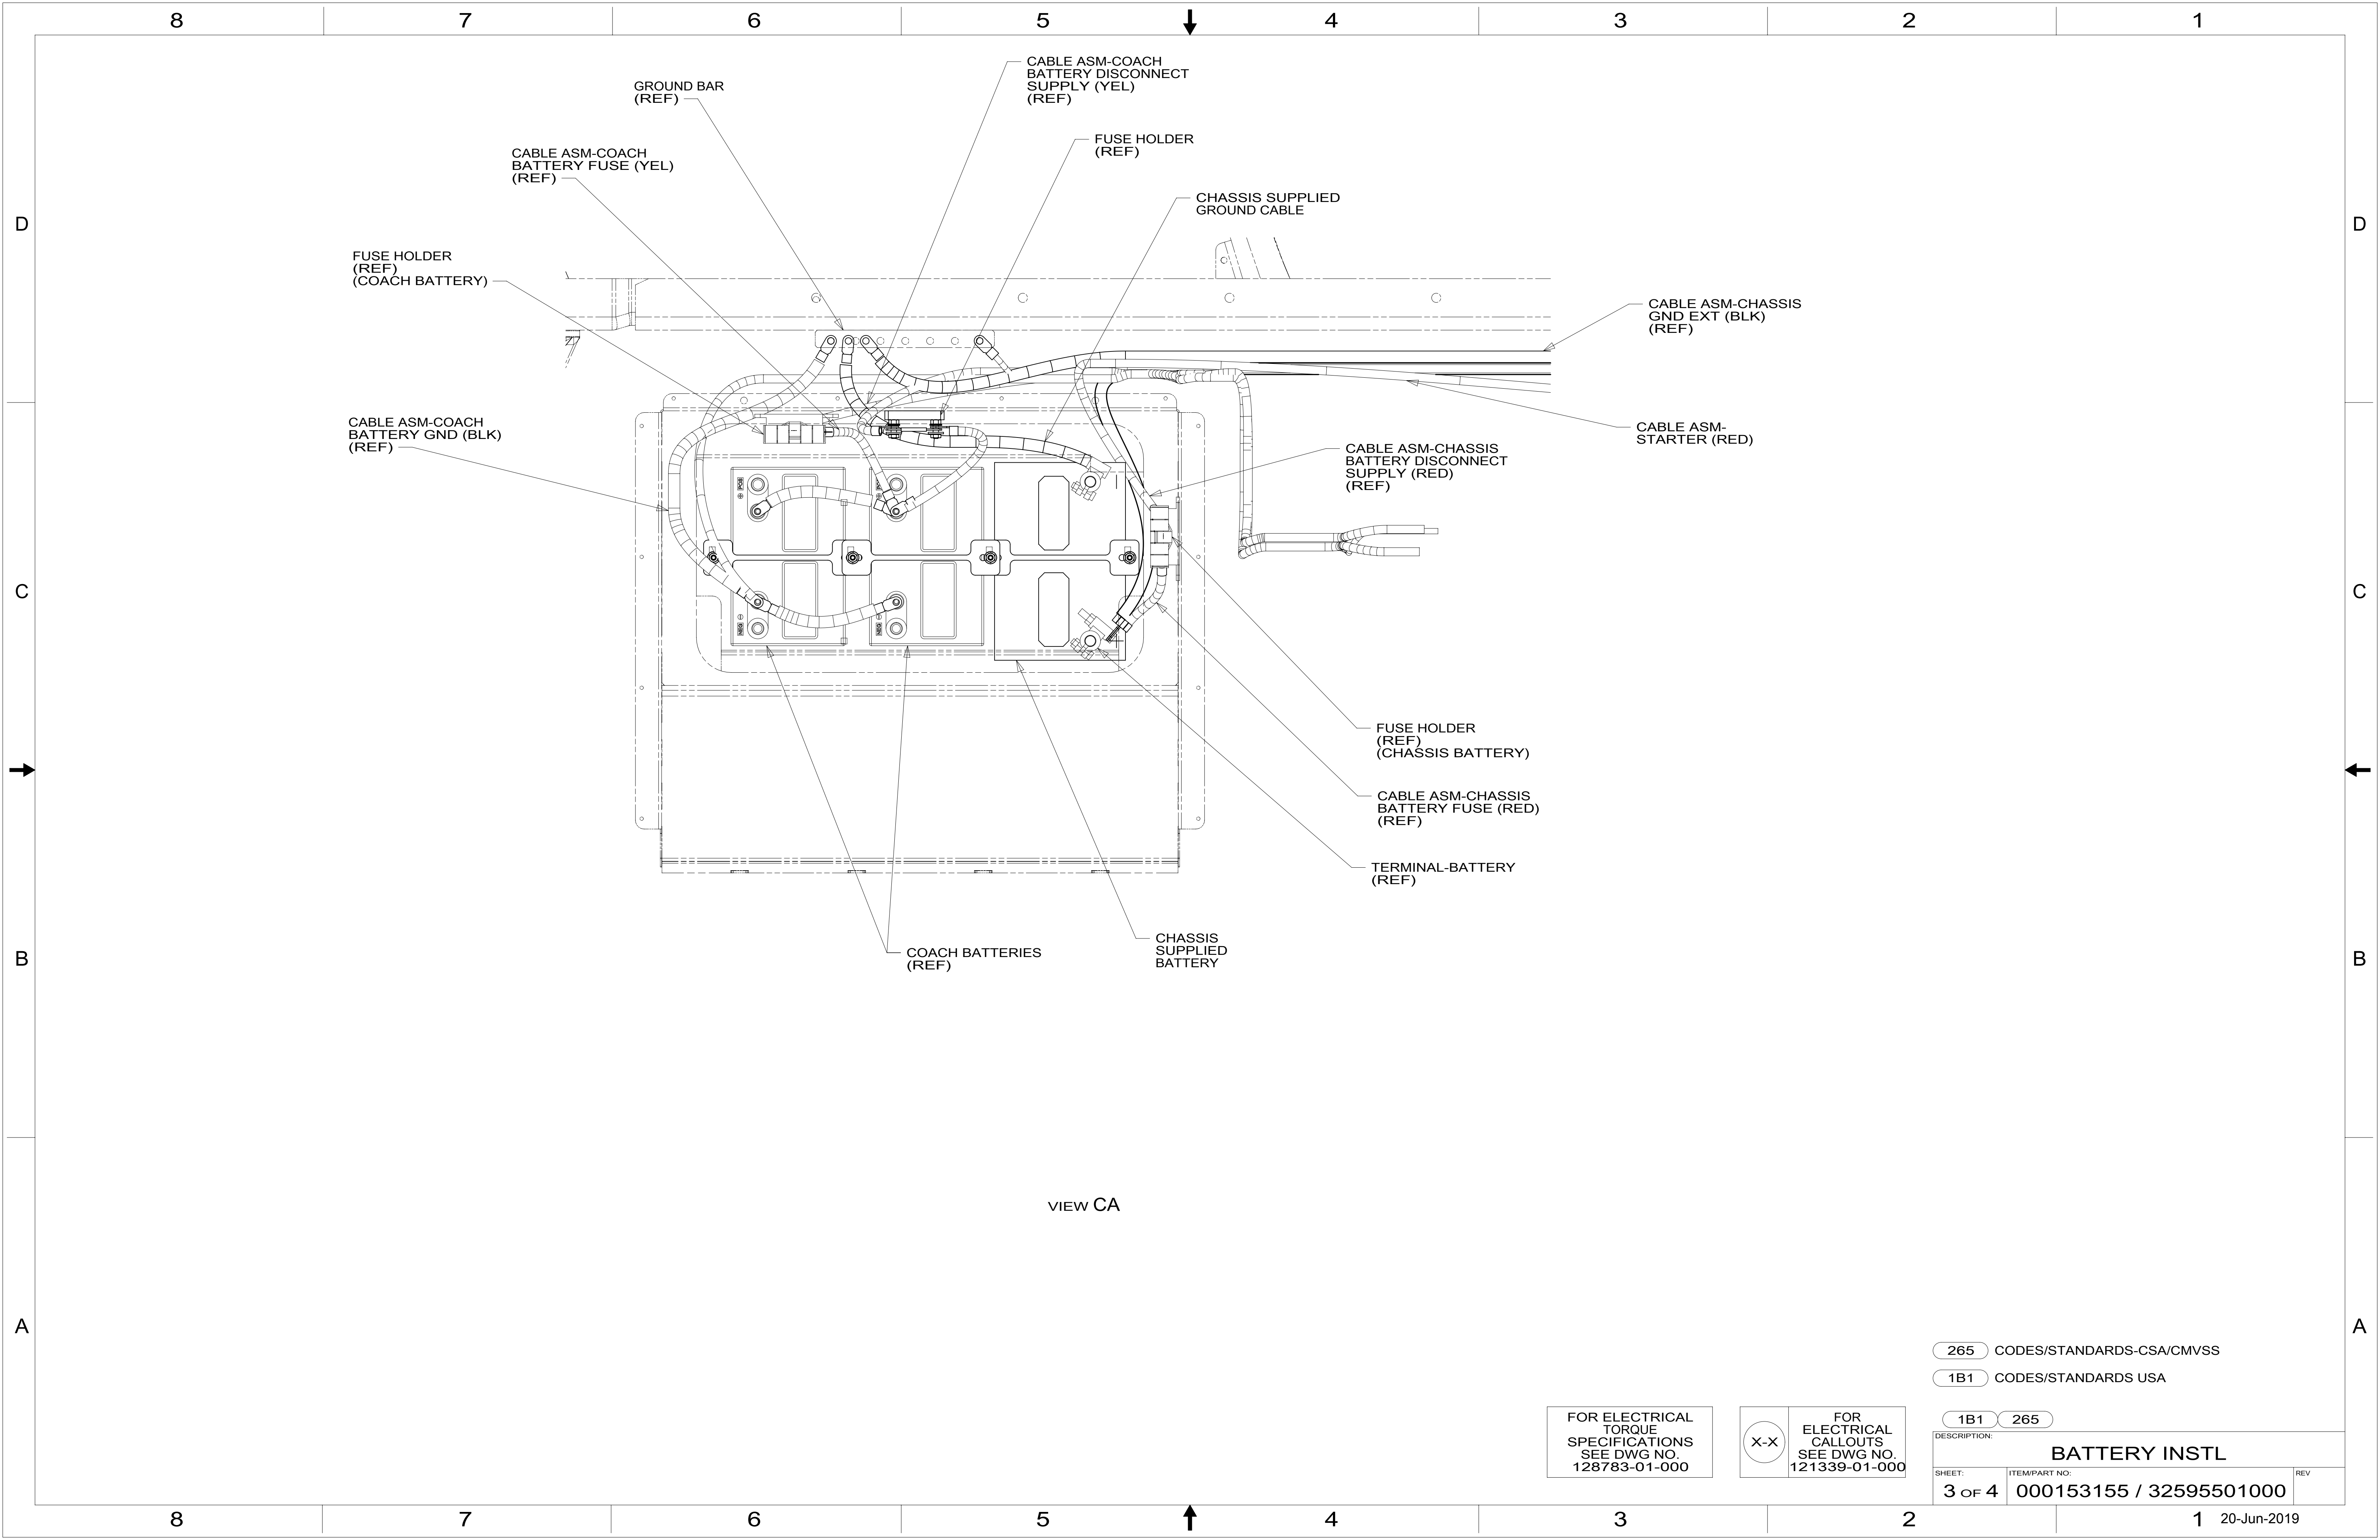 8 7 6 5 4 3 2 1
CABLE ASM-COACH
BATTERY DISCONNECT
SUPPLY (YEL)
(REF)
GROUND BAR
(REF)
FUSE HOLDER
(REF)
CABLE ASM-COACH
BATTERY FUSE (YEL)
(REF)
CHASSIS SUPPLIED
GROUND CABLE
D D
FUSE HOLDER
(REF)
(COACH BATTERY)
CABLE ASM-CHASSIS
GND EXT (BLK)
(REF)
CABLE ASM-COACH
BATTERY GND (BLK)
(REF)
CABLE ASM-
STARTER (RED)
CABLE ASM-CHASSIS
BATTERY DISCONNECT
SUPPLY (RED)
(REF)
POS
C C
NEG NEG
FUSE HOLDER
(REF)
(CHASSIS BATTERY)
CABLE ASM-CHASSIS
BATTERY FUSE (RED)
(REF)
TERMINAL-BATTERY
(REF)
COACH BATTERIES
(REF)
CHASSIS
SUPPLIED
BATTERY
B B
VIEW CA
A A
265 CODES/STANDARDS-CSA/CMVSS
1B1 CODES/STANDARDS USA
FOR ELECTRICAL
TORQUE
SPECIFICATIONS
SEE DWG NO.
128783-01-000
X-X
FOR
ELECTRICAL
CALLOUTS
SEE DWG NO.
121339-01-000
1B1 265
DESCRIPTION:
BATTERY INSTL
SHEET:
3 OF 4
ITEM/PART NO:
000153155 / 32595501000
REV
8 7 6 5 4 3 2 1
20-Jun-2019